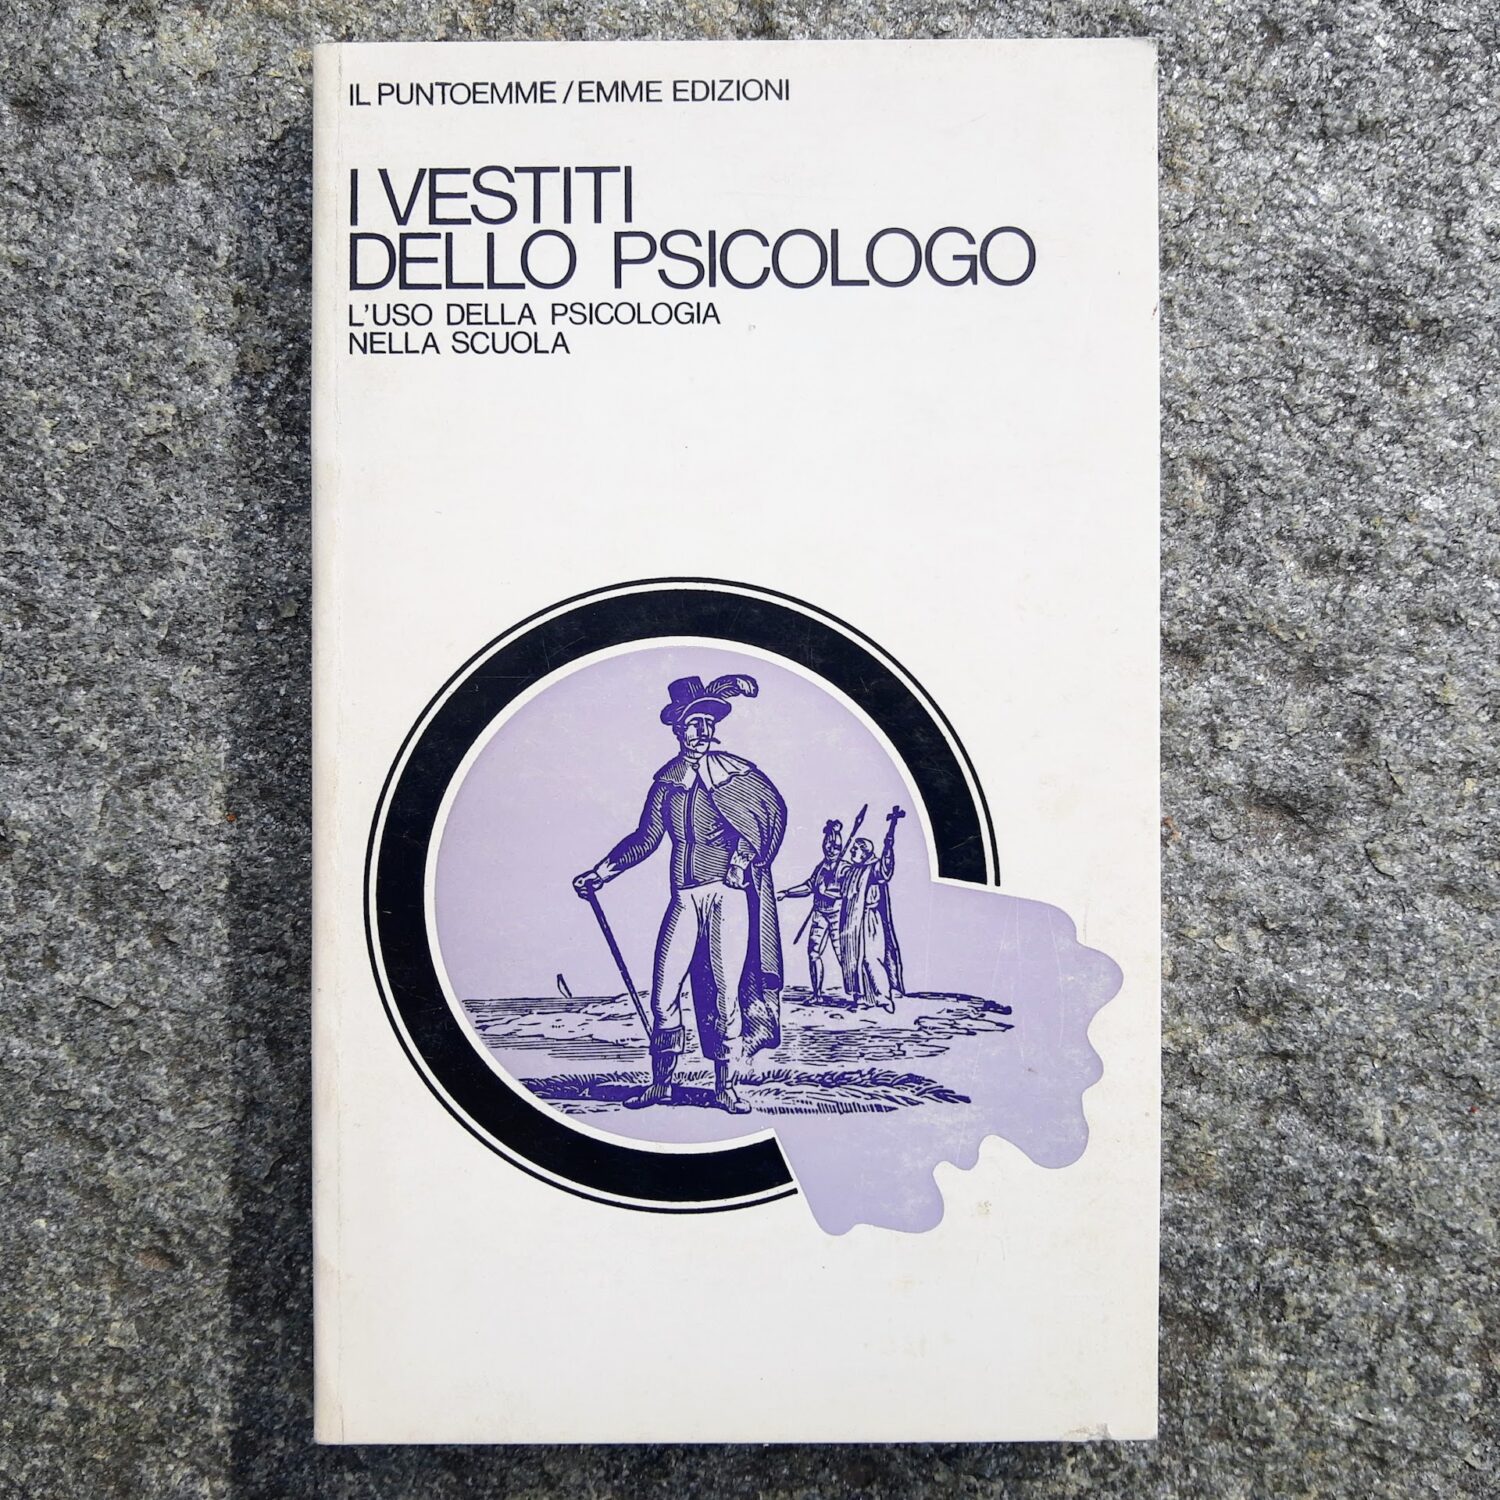 IL PUNTOEMME/EMME EDIZIONI
I VESTITI
DELLO PSICOLOGO
L'USO DELLA PSICOLOGIA
NELLA SCUOLA
A